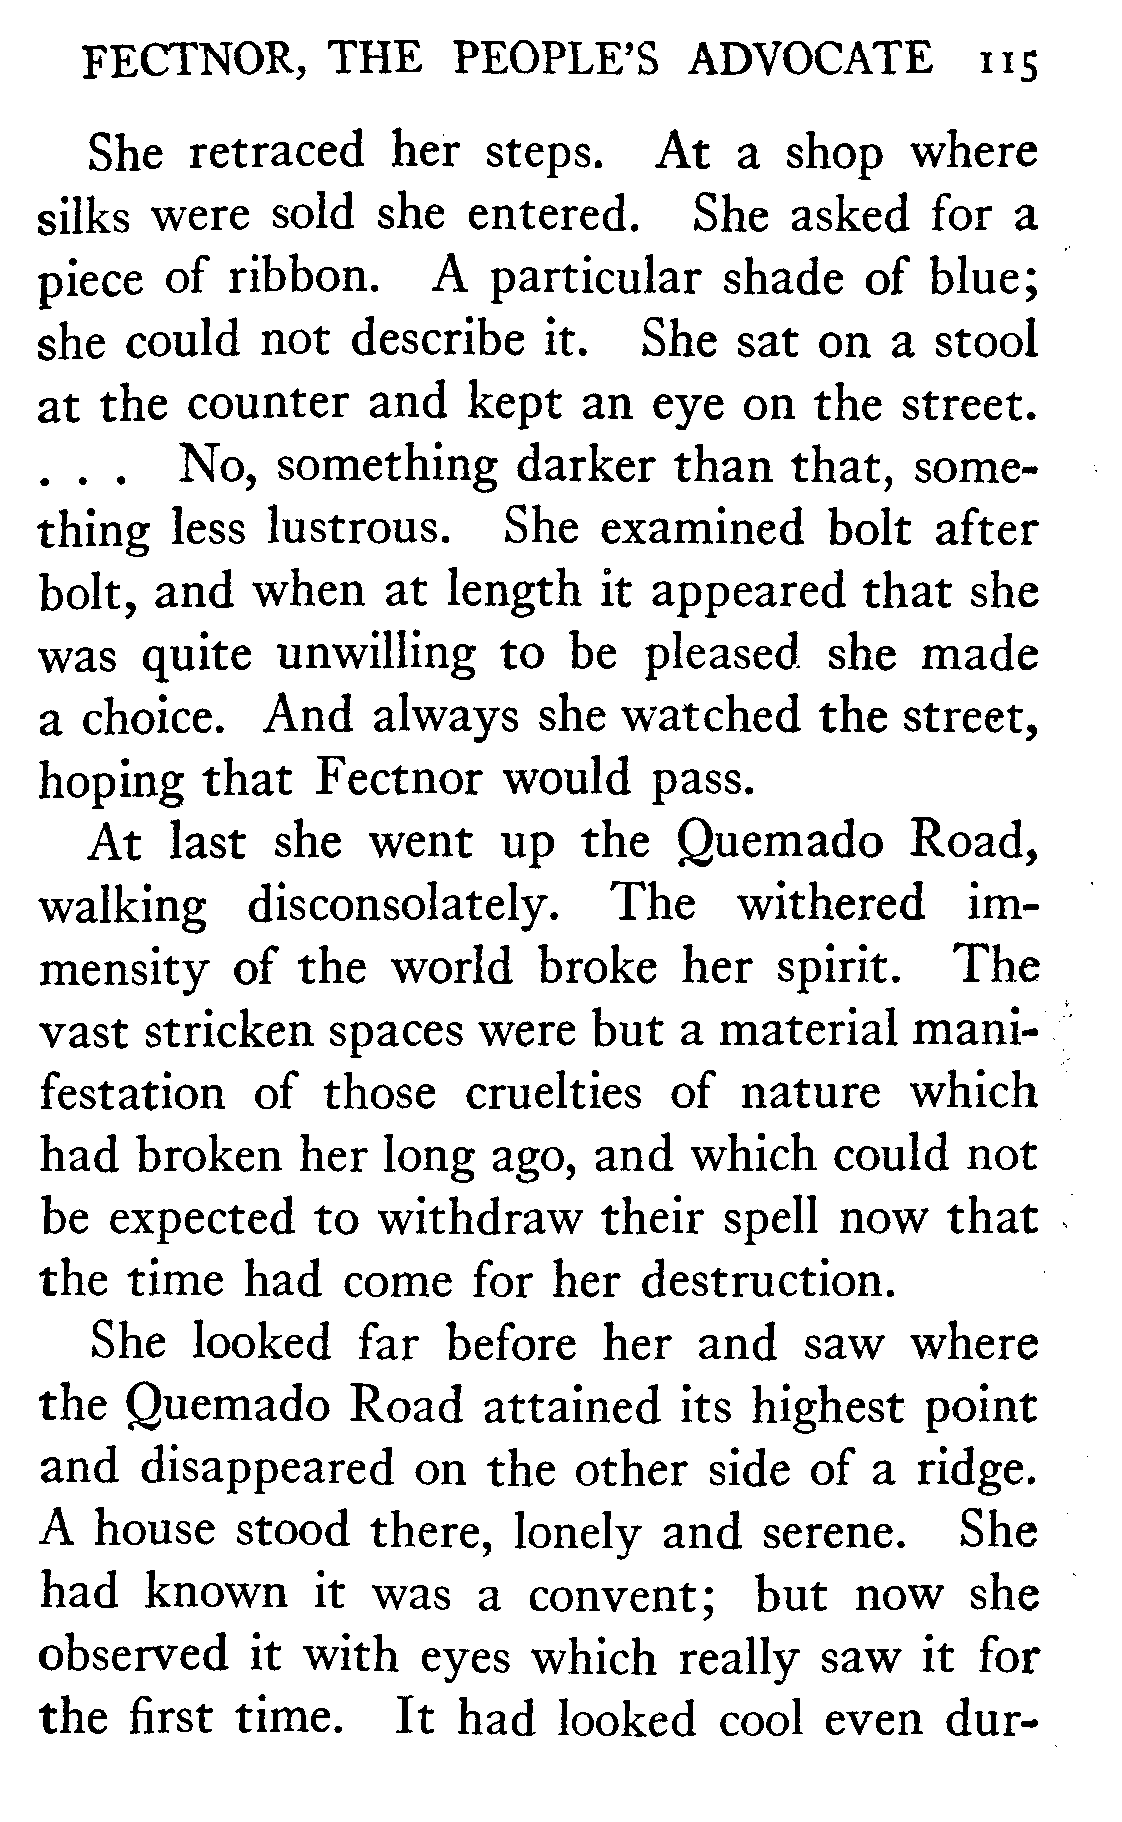 FECTNOR, THE PEOPLE'S ADVOCATE 115
She retraced her steps. At a shop where
silks were sold she entered. She asked for a
piece of ribbon. A particular shade of blue;
she could not describe it. She sat on a stool
at the counter and kept an eye on the street.
. . . No, something darker than that, some-
thing less lustrous. She examined bolt after
bolt, and when at length it appeared that she
was quite unwilling to be pleased she made
a choice. And always she watched the street,
hoping that Fectnor would pass.
At last she went up the Quemado Road,
walking disconsolately. The withered im-
mensity of the world broke her spirit. The
vast stricken spaces were but a material mani-
festation of those cruelties of nature which
had broken her long ago, and which could not
be expected to withdraw their spell now that
the time had come for her destruction.
She looked far before her and saw where
the Quemado Road attained its highest point
and disappeared on the other side of a ridge.
A house stood there, lonely and serene. She
had known it was a convent; but now she
observed it with eyes which really saw it for
the first time. It had looked cool even dur-